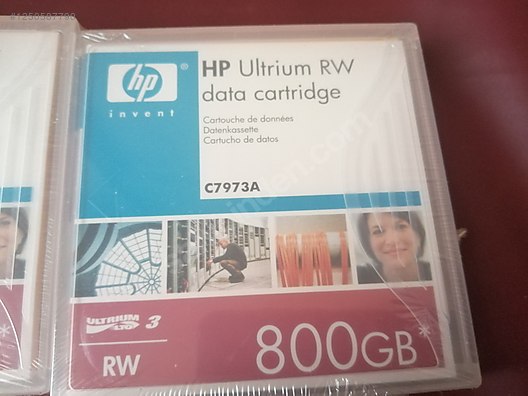 #1250537793
hp
®
invent
HP Ultrium RW
data cartridge
Cartouche de données
Datenkassette
Cartucho de datos
C7973A
ULTRIUM LTO 3
RW
800GB*
*